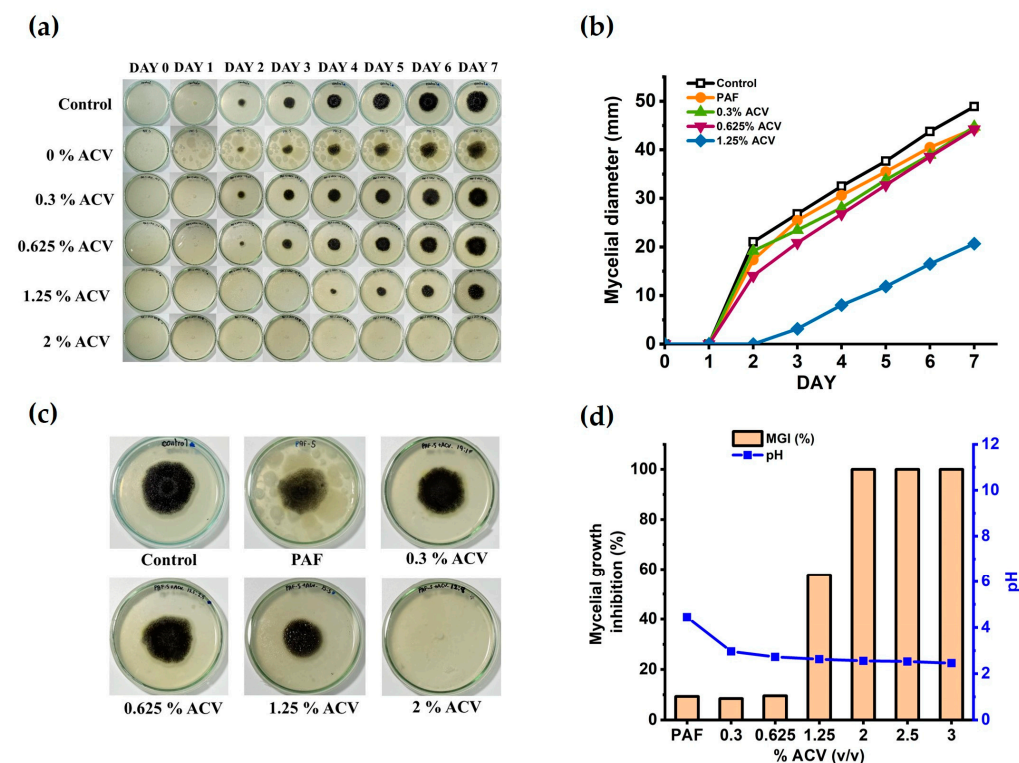 (a)
DAY 0 DAY 1 DAY 2 DAY 3 DAY 4 DAY 5 DAY 6 DAY 7
Control
0 % ACV
0.3 % ACV
0.625 % ACV
1.25 % ACV
2 % ACV
(b)
Mycelial diameter (mm)
50
40
30
20
10
0
Control
PAF
0.3% ACV
0.625% ACV
1.25% ACV
0 1 2 3 4 5 6 7
DAY
(c)
control
PAF-S
Control
PAF
0.3 % ACV
0.625 % ACV
1.25 % ACV
2 % ACV
(d)
MGI (%)
pH
Mycelial growth
inhibition (%)
100
80
60
40
20
0
12
10
8
6
4
2
0
pH
PAF 0.3 0.625 1.25 2 2.5 3
% ACV (v/v)